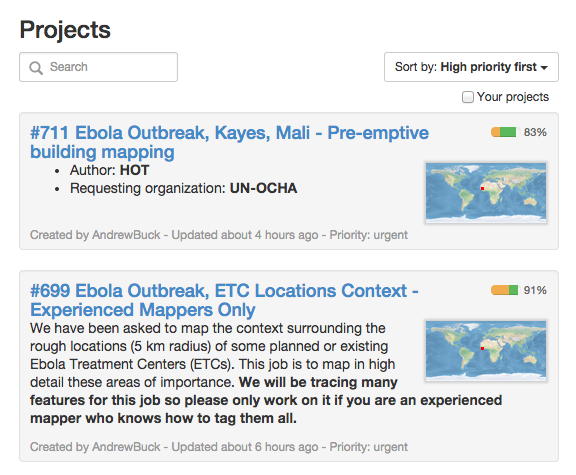 Projects
Search
Sort by: High priority first
Your projects
#711 Ebola Outbreak, Kayes, Mali - Pre-emptive
building mapping
83%
• Author: HOT
• Requesting organization: UN-OCHA
Created by AndrewBuck - Updated about 4 hours ago - Priority: urgent
#699 Ebola Outbreak, ETC Locations Context -
Experienced Mappers Only
91%
We have been asked to map the context surrounding the
rough locations (5 km radius) of some planned or existing
Ebola Treatment Centers (ETCs). This job is to map in high
detail these areas of importance. We will be tracing many
features for this job so please only work on it if you are an experienced
mapper who knows how to tag them all.
Created by AndrewBuck - Updated about 6 hours ago - Priority: urgent